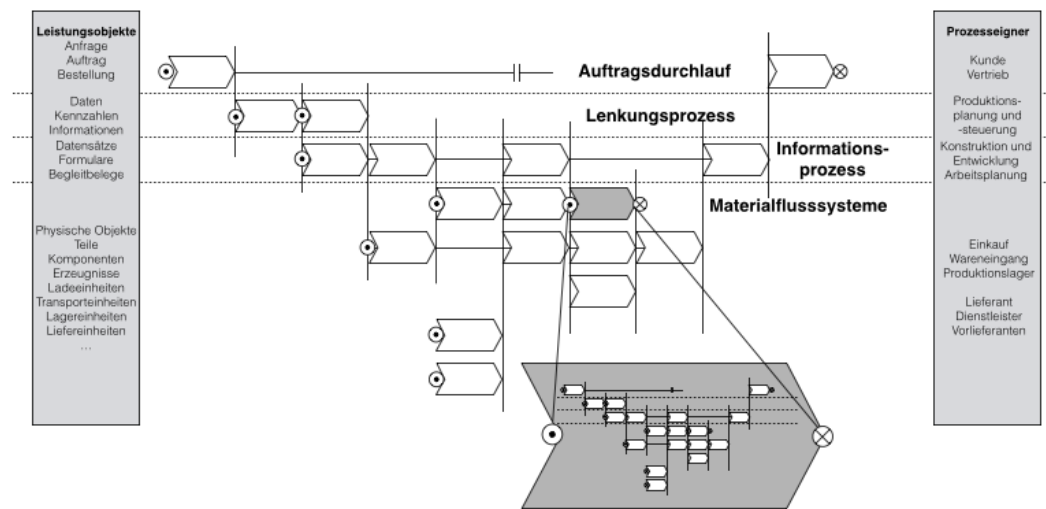 Leistungsobjekte
Anfrage
Auftrag
Bestellung
Daten
Kennzahlen
Informationen
Datensätze
Formulare
Begleitbelege
Physische Objekte
Teile
Komponenten
Erzeugnisse
Ladeeinheiten
Transporteinheiten
Lagereinheiten
Liefereinheiten
...
Auftragsdurchlauf
Lenkungsprozess
Informations-
prozess
Materialflusssysteme
Prozesseigner
Kunde
Vertrieb
Produktions-
planung und
-steuerung
Konstruktion und
Entwicklung
Arbeitsplanung
Einkauf
Wareneingang
Produktionslager
Lieferant
Dienstleister
Vorlieferanten